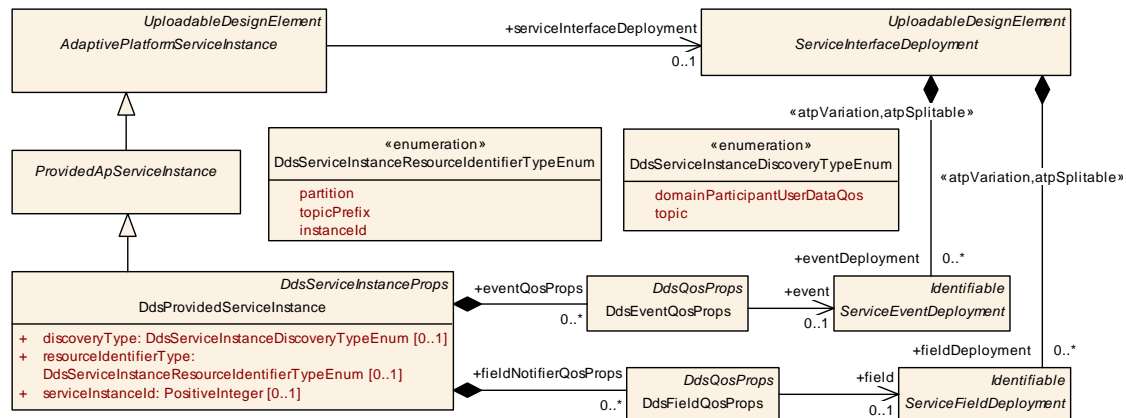 UploadableDesignElement
AdaptivePlatformServiceInstance
+serviceInterfaceDeployment
0..1
UploadableDesignElement
ServiceInterfaceDeployment
«atpVariation,atpSplitable»
«enumeration»
DdsServiceInstanceResourceIdentifierTypeEnum
partition
topicPrefix
instanceId
«enumeration»
DdsServiceInstanceDiscoveryTypeEnum
domainParticipantUserDataQos
topic
ProvidedApServiceInstance
«atpVariation,atpSplitable»
+eventDeployment
0..*
DdsServiceInstanceProps
DdsProvidedServiceInstance
+ discoveryType: DdsServiceInstanceDiscoveryTypeEnum [0..1]
+ resourceIdentifierType:
DdsServiceInstanceResourceIdentifierTypeEnum [0..1]
+ serviceInstanceId: PositiveInteger [0..1]
+eventQosProps
0..*
DdsQosProps
DdsEventQosProps
+event
0..1
Identifiable
ServiceEventDeployment
+fieldDeployment
0..*
+fieldNotifierQosProps
0..*
DdsQosProps
DdsFieldQosProps
+field
0..1
Identifiable
ServiceFieldDeployment